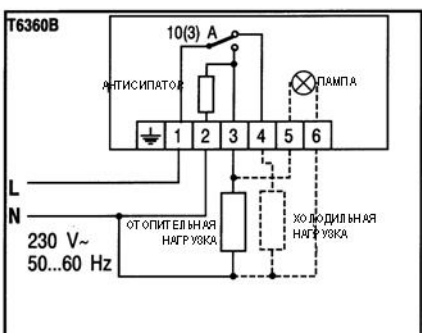 T6360B
10(3) A
АНТИСИПАТОР
ЛАМПА
1 2 3 4 5 6
L
N
230 V~
50...60 Hz
ОТОПИТЕЛЬНАЯ
НАГРУЗКА
ХОЛОДИЛЬНАЯ
НАГРУЗКА